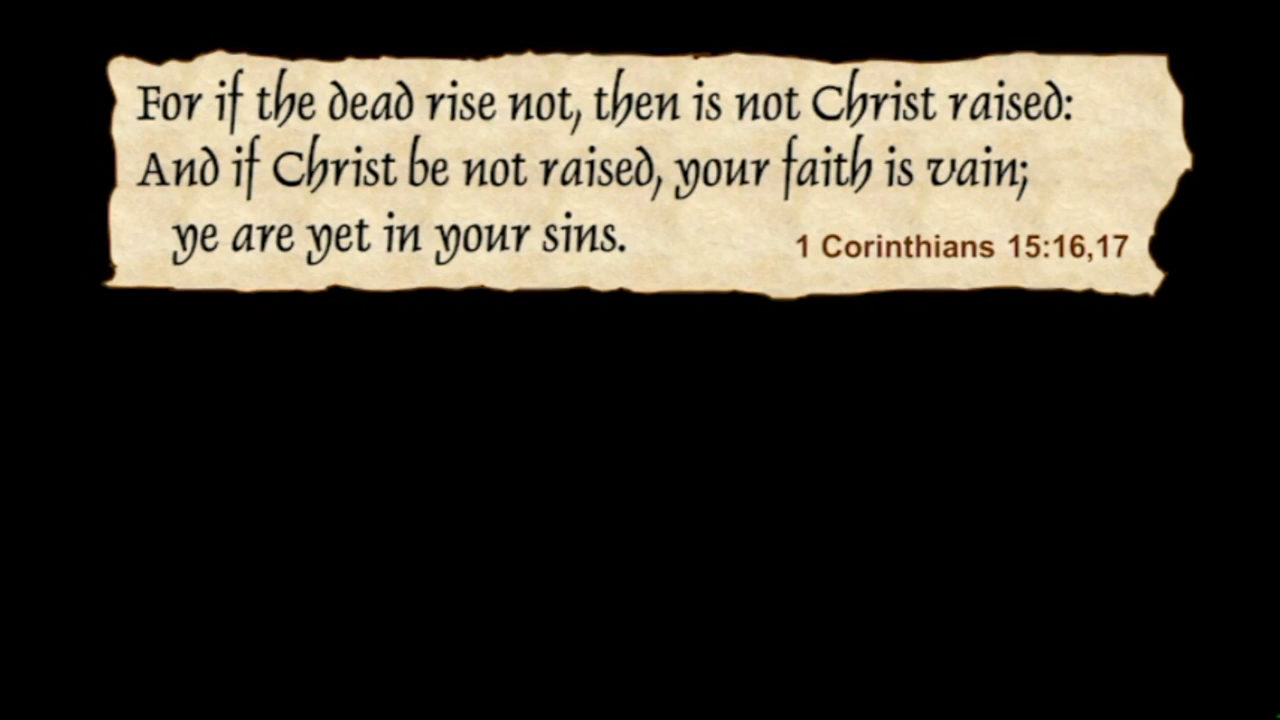 For if the dead rise not, then is not Christ raised:
And if Christ be not raised, your faith is vain;
ye are yet in your sins.
1 Corinthians 15:16,17